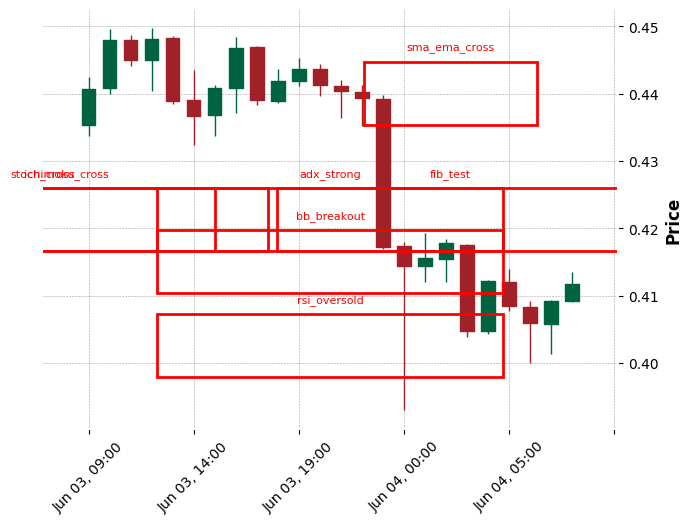 0.45
sma_ema_cross
0.44
0.43
ichimoku_cross
adx_strong
fib_test
0.42
bb_breakout
Price
0.41
rsi_oversold
0.40
Jun 03, 09:00
Jun 03, 14:00
Jun 03, 19:00
Jun 04, 00:00
Jun 04, 05:00